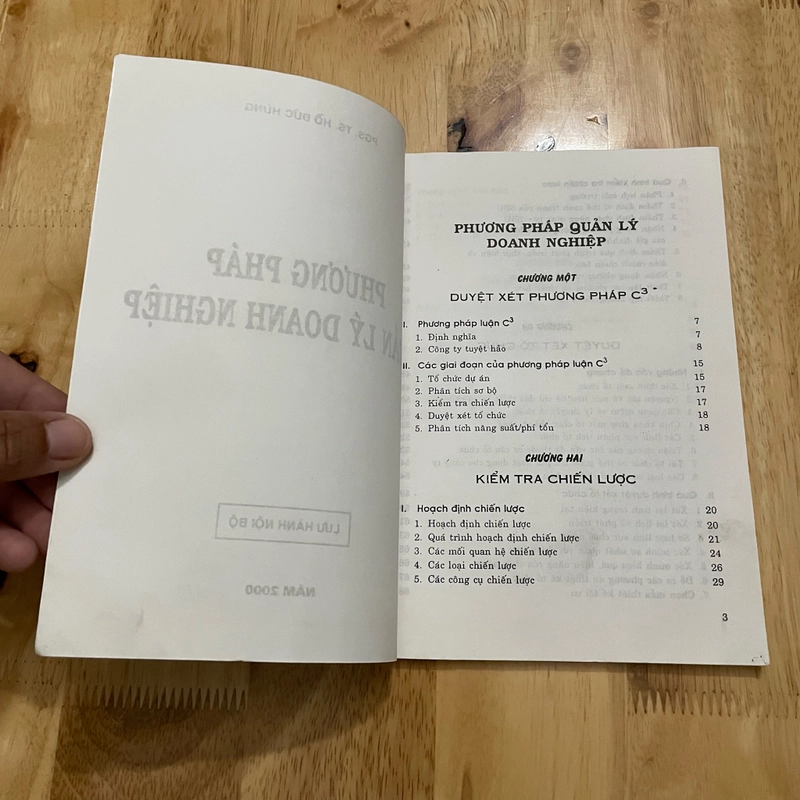 PGS. TS. HỒ ĐỨC HÙNG
PHƯƠNG PHÁP
LÝ DOANH NGHIỆP
LƯU HÀNH NỘI BỘ
NĂM 2000
PHƯƠNG PHÁP QUẢN LÝ
DOANH NGHIỆP
CHƯƠNG MỘT
DUYỆT XÉT PHƯƠNG PHÁP C³
I. Phương pháp luận C³ 7
1. Định nghĩa 7
2. Công ty tuyệt hảo 8
II. Các giai đoạn của phương pháp luận C³ 15
1. Tổ chức dự án 15
2. Phân tích sơ bộ 17
3. Kiểm tra chiến lược 17
4. Duyệt xét tổ chức 18
5. Phân tích năng suất/phí tổn 18
CHƯƠNG HAI
KIỂM TRA CHIẾN LƯỢC
I. Hoạch định chiến lược 20
1. Hoạch định chiến lược 20
2. Quá trình hoạch định chiến lược 21
3. Các mối quan hệ chiến lược 24
4. Các loại chiến lược 26
5. Các công cụ chiến lược 29
3